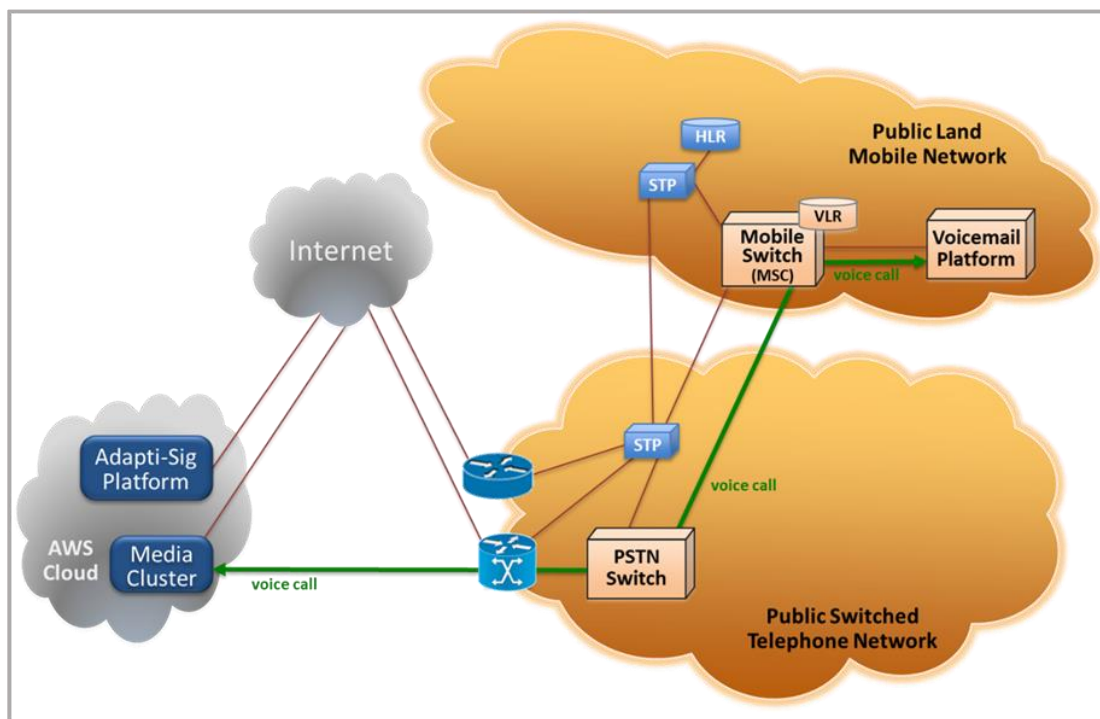 HLR
Public Land
Mobile Network
STP
VLR
Mobile
Switch
(MSC)
Voicemail
Platform
voice call
Internet
Adapti-Sig
Platform
STP
voice call
AWS
Cloud
Media
Cluster
voice call
PSTN
Switch
Public Switched
Telephone Network